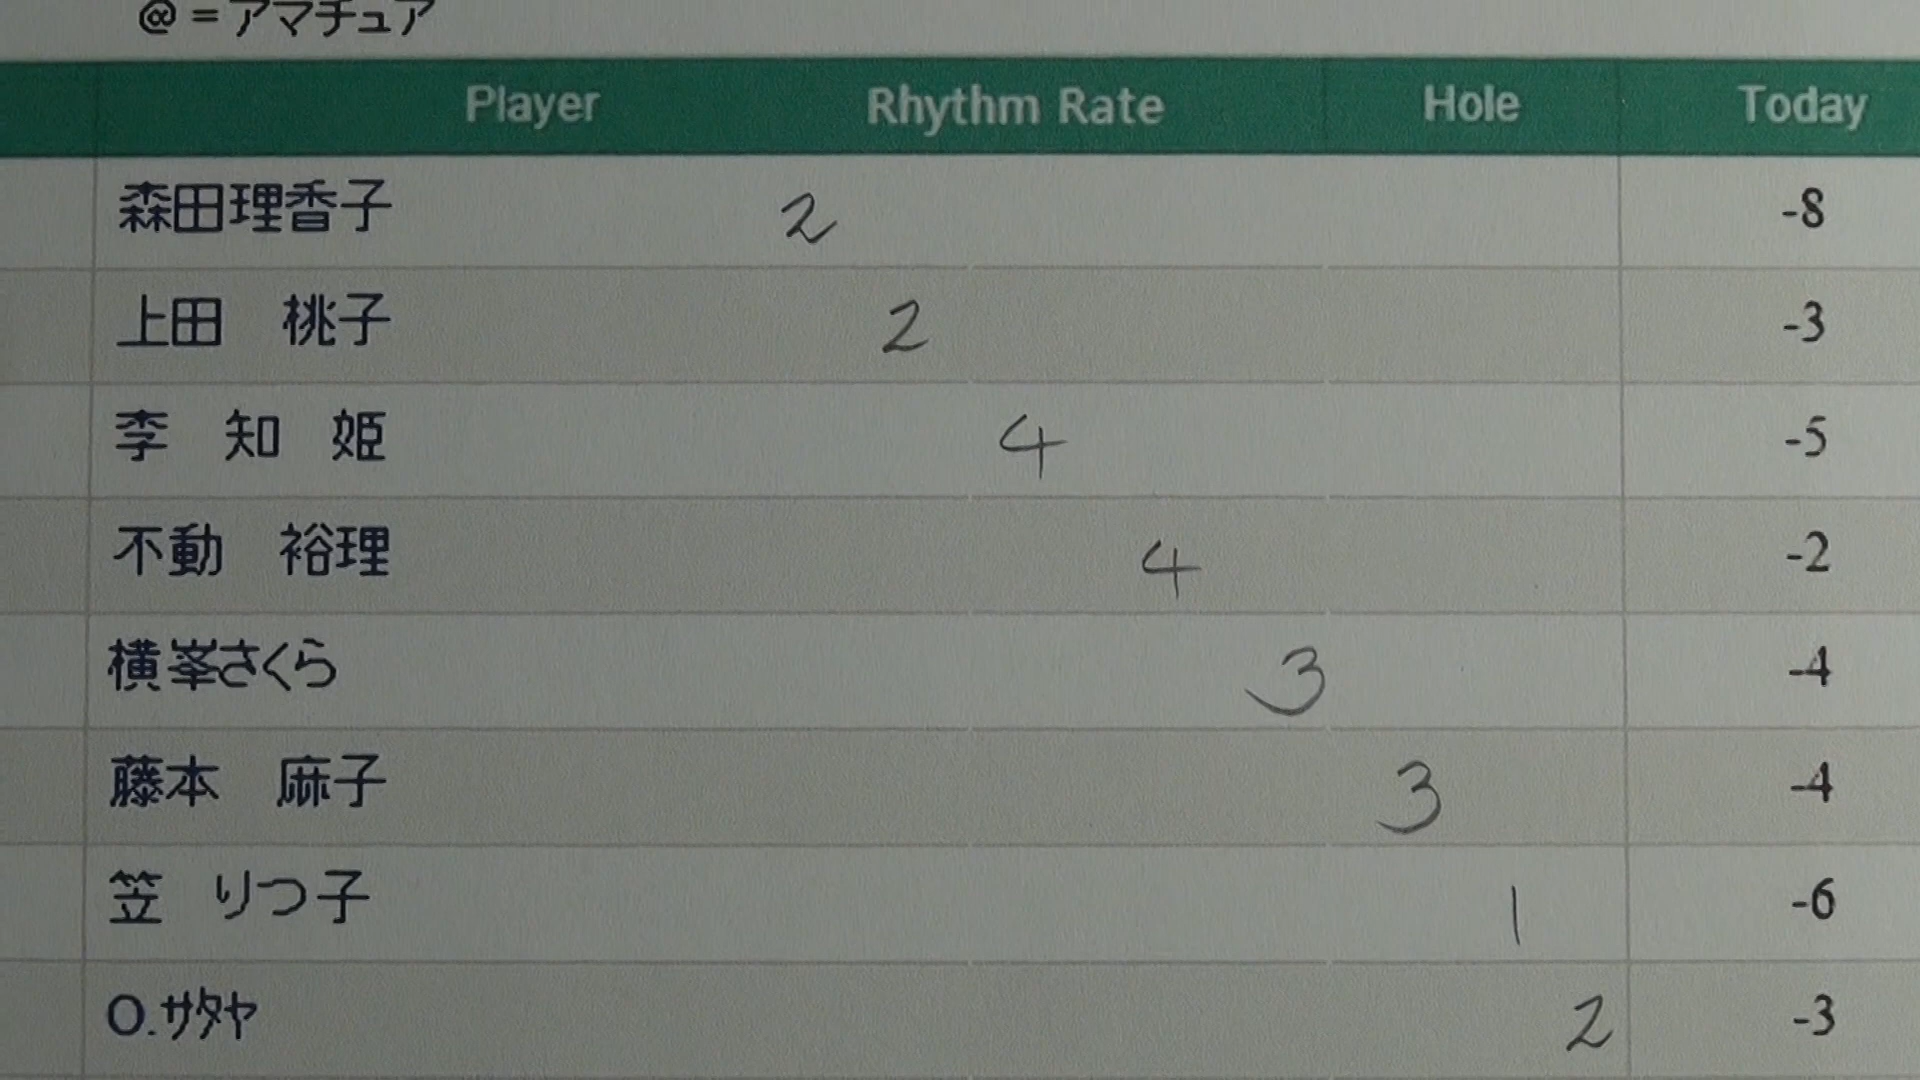 @ = アマチュア
Player Rhythm Rate Hole Today
森田理香子 2 -8
上田 桃子 2 -3
李 知 姫 4 -5
不動 裕理 4 -2
横峯さくら 3 -4
藤本 麻子 3 -4
笠 りつ子 1 -6
O.サタヤ 2 -3